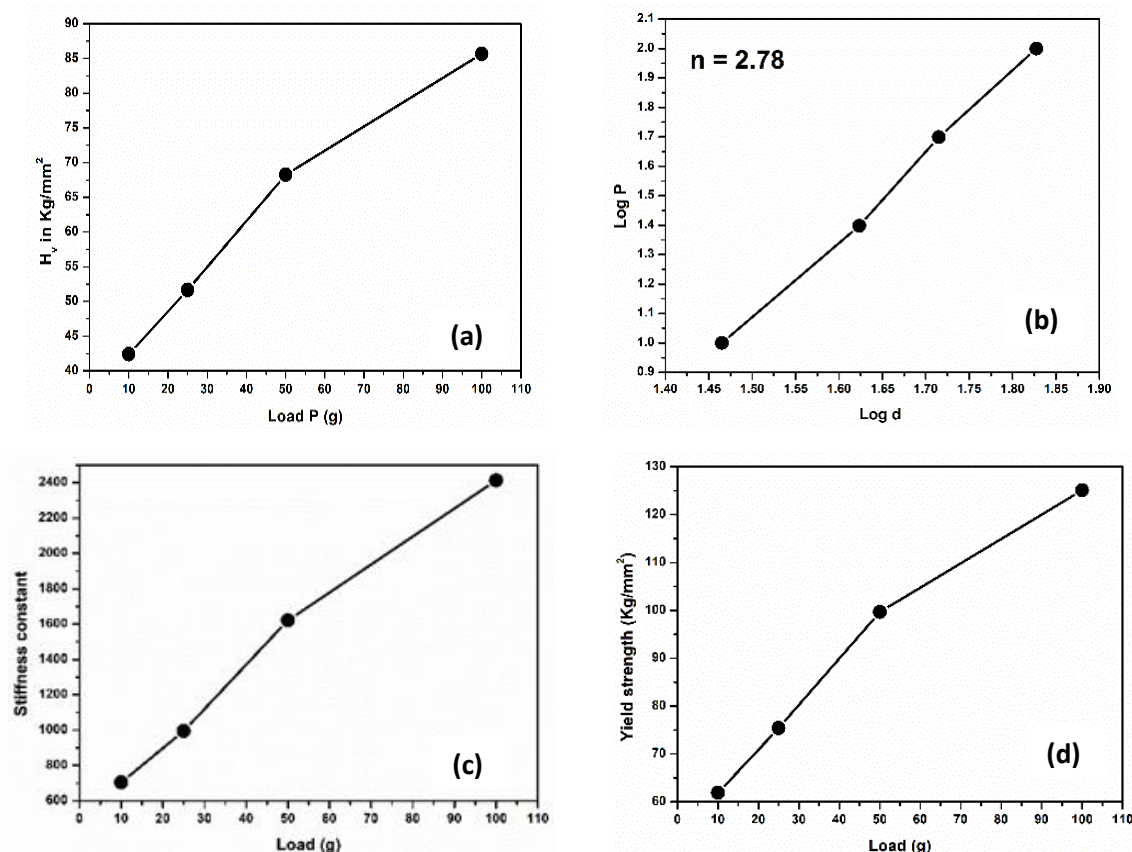 90
85
80
75
70
65
60
55
50
45
40
H_v in Kg/mm²
0 10 20 30 40 50 60 70 80 90 100 110
Load P (g)
(a)
2.1
2.0
1.9
1.8
1.7
1.6
1.5
1.4
1.3
1.2
1.1
1.0
0.9
Log P
n = 2.78
1.40 1.45 1.50 1.55 1.60 1.65 1.70 1.75 1.80 1.85 1.90
Log d
(b)
2400
2200
2000
1800
1600
1400
1200
1000
800
600
Stiffness constant
0 10 20 30 40 50 60 70 80 90 100 110
Load (g)
(c)
130
120
110
100
90
80
70
60
Yield strength (Kg/mm²)
0 10 20 30 40 50 60 70 80 90 100 110
Load (g)
(d)